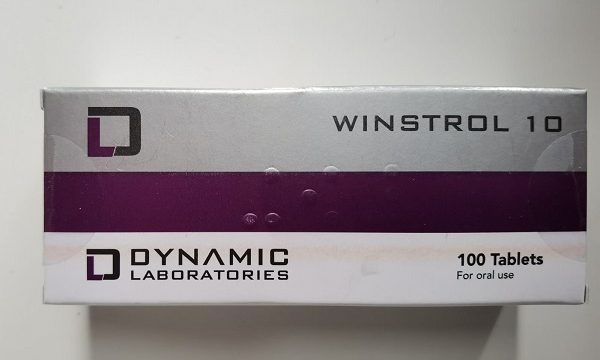 WINSTROL 10
DYNAMIC
LABORATORIES
100 Tablets
For oral use